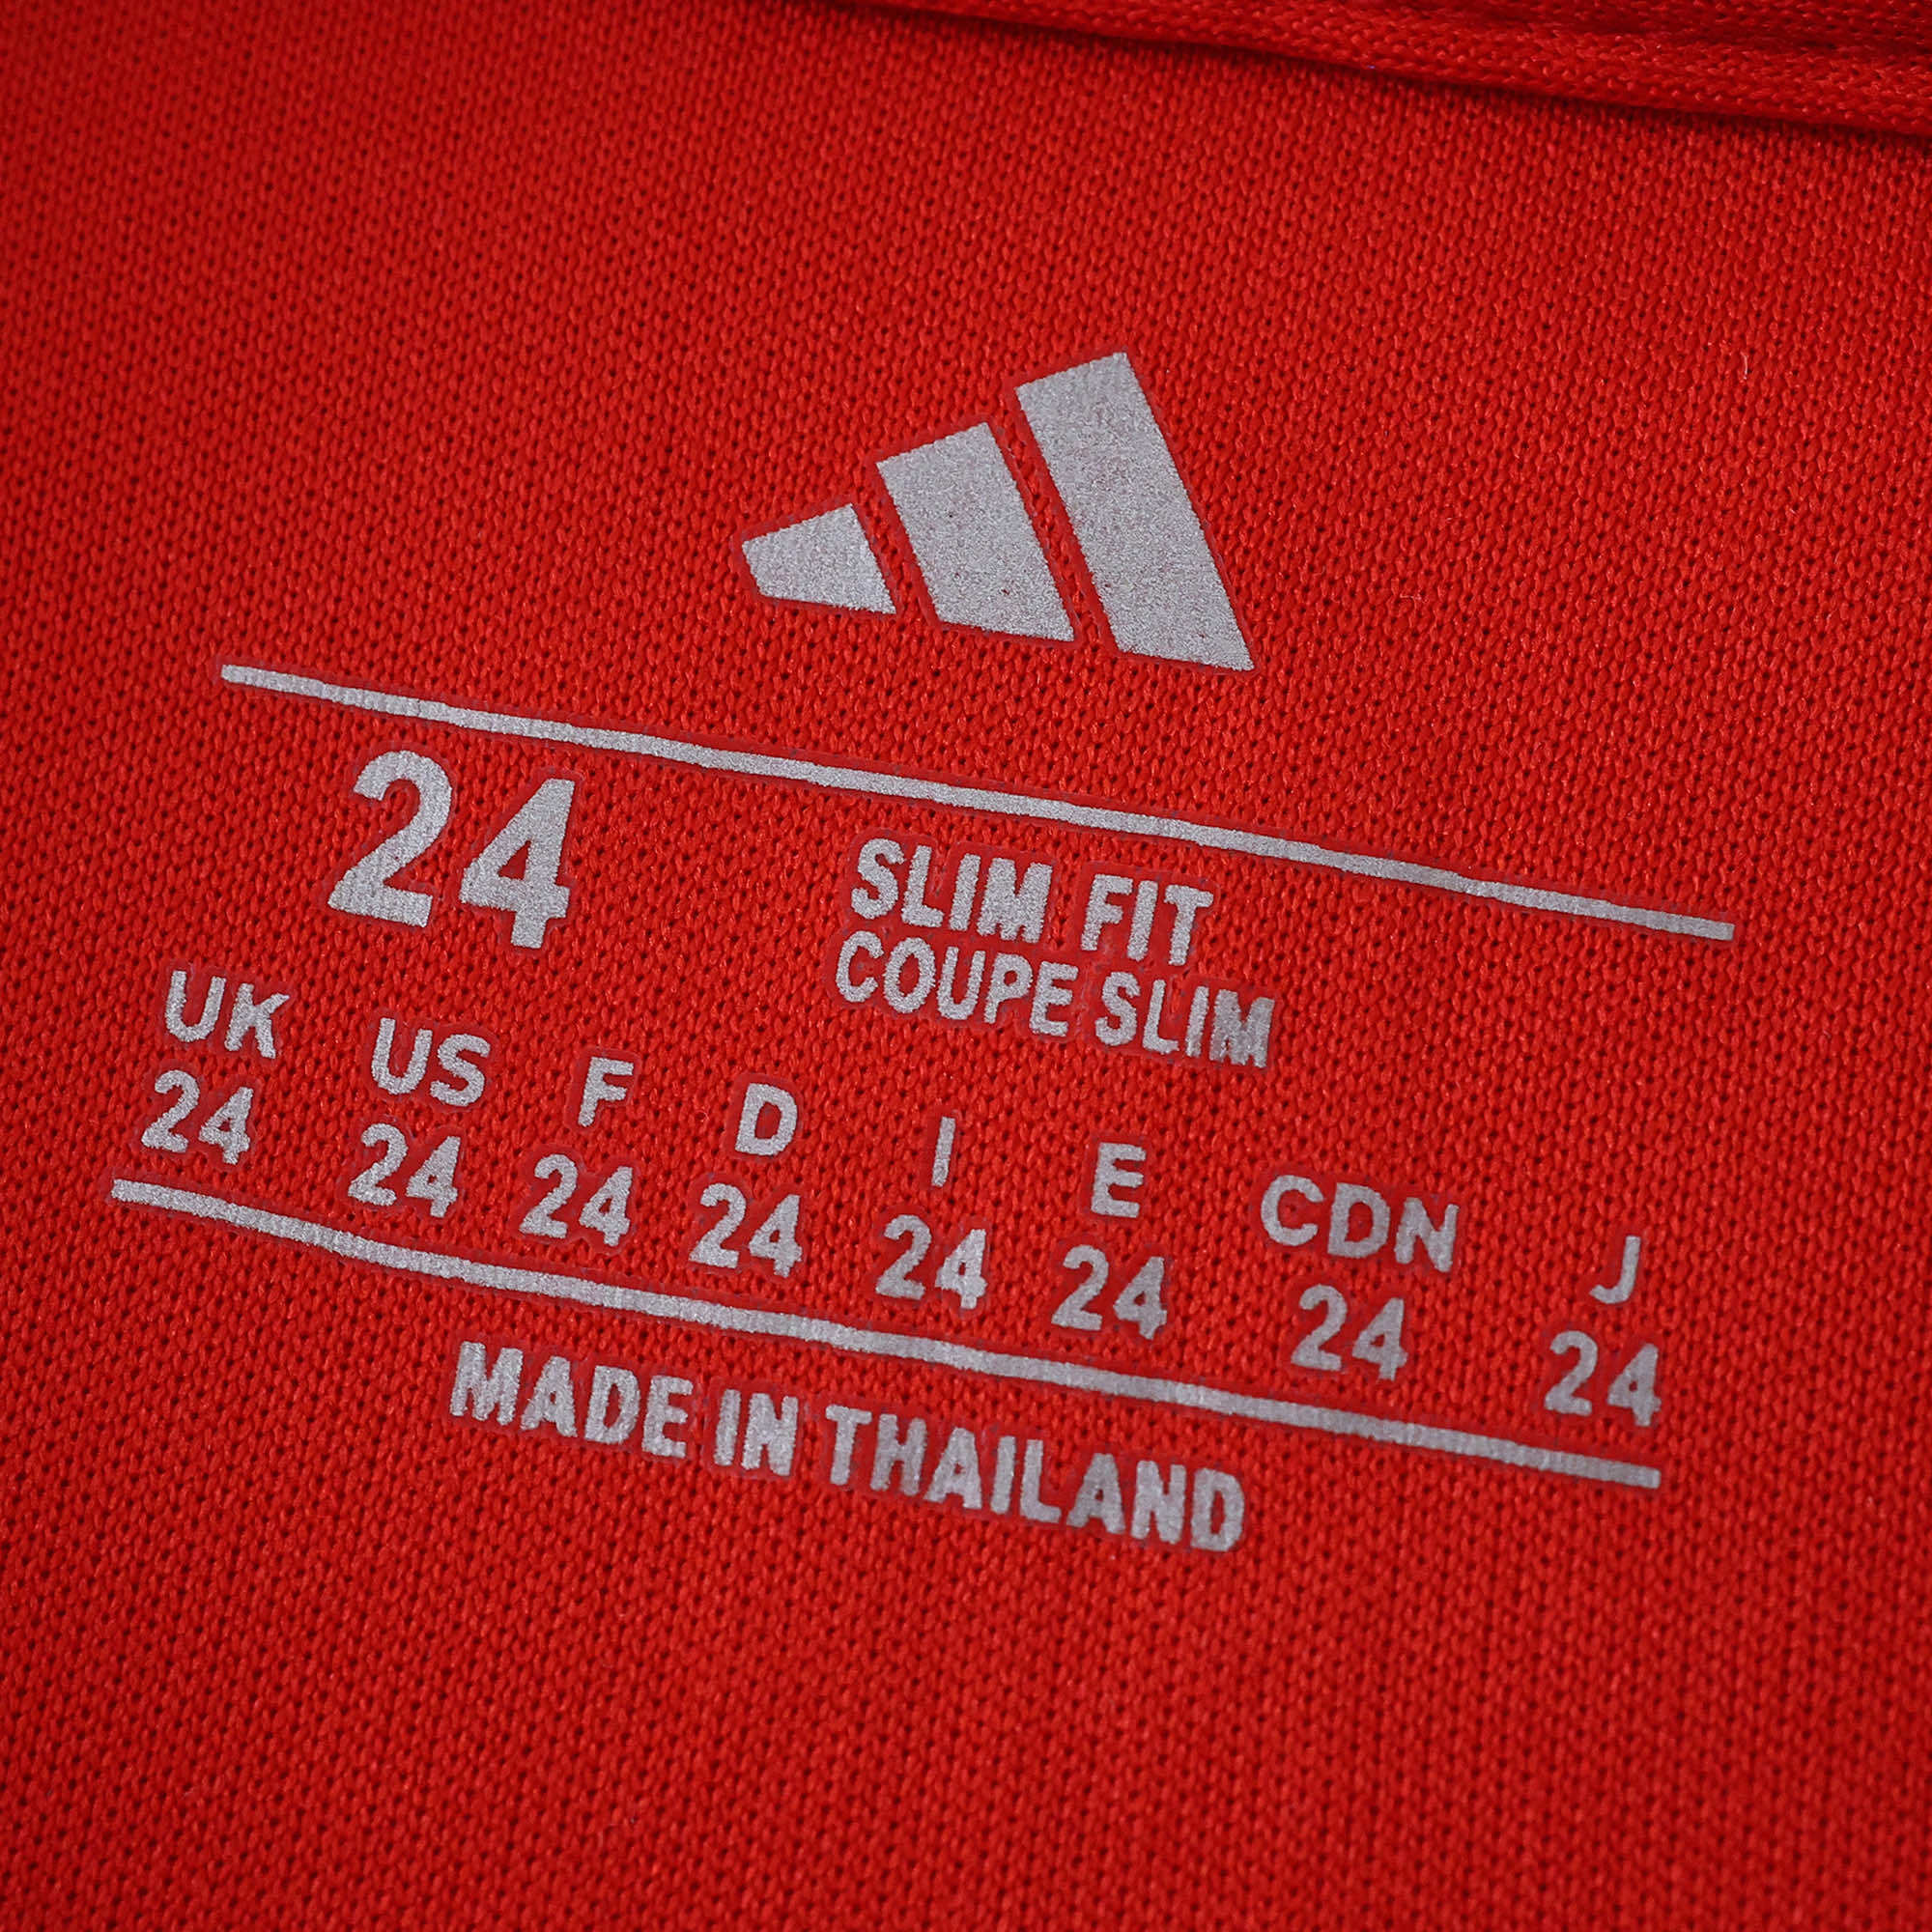 24
SLIM FIT
COUPE SLIM
UK US F D I E CDN J
24 24 24 24 24 24 24 24
MADE IN THAILAND